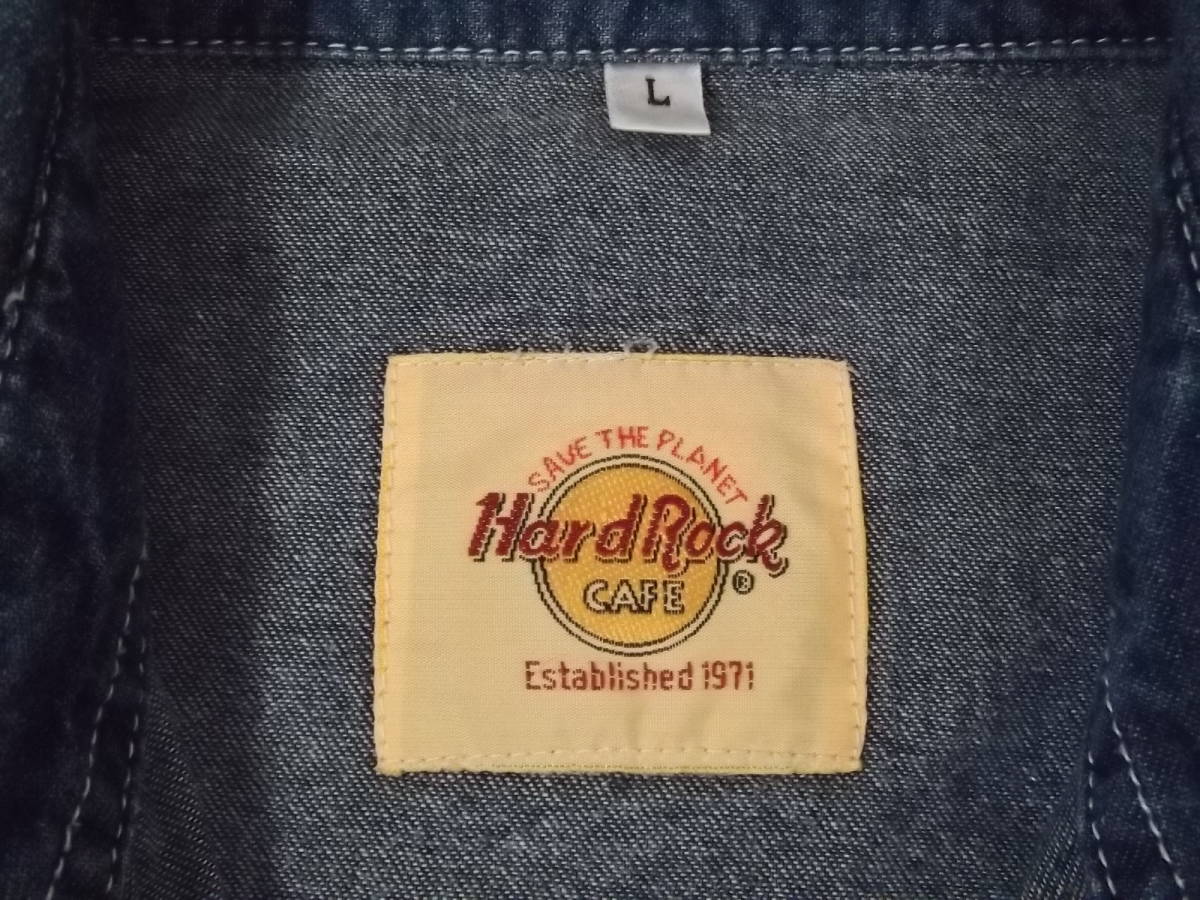 L
SAVE THE PLANET
Hard Rock
CAFE ®
Established 1971